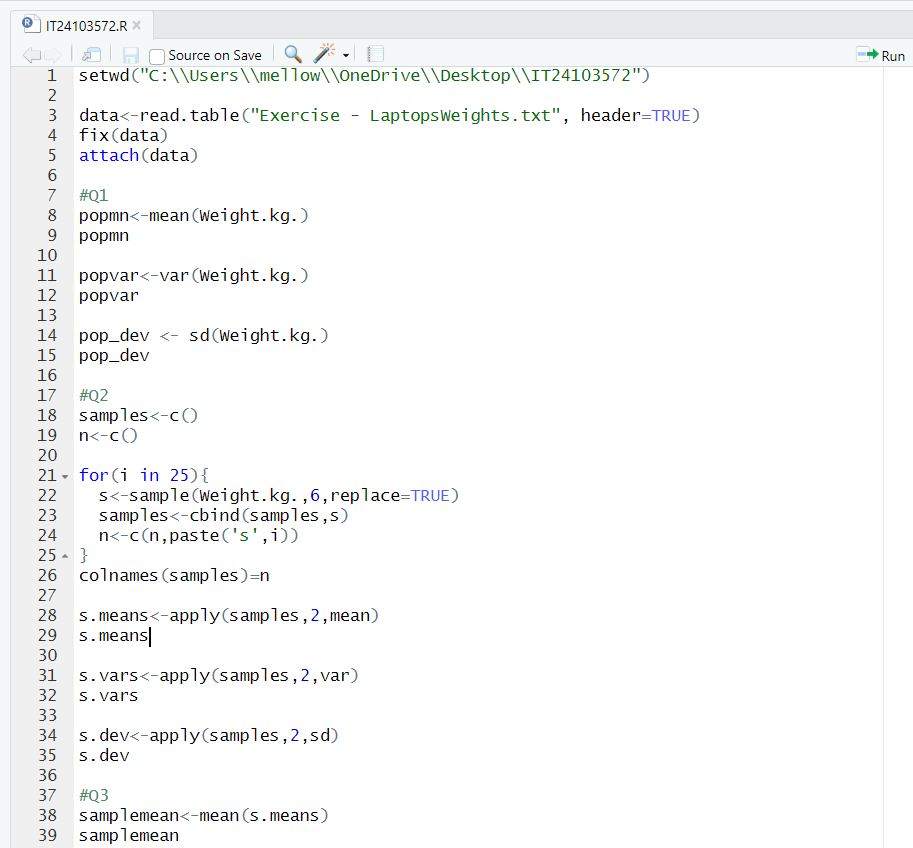 IT24103572.R
Source on Save
Run
1 setwd("C:\\Users\\mellow\\OneDrive\\Desktop\\IT24103572")
2
3 data<-read.table("Exercise - LaptopsWeights.txt", header=TRUE)
4 fix(data)
5 attach(data)
6
7 #Q1
8 popmn<-mean(Weight.kg.)
9 popmn
10
11 popvar<-var(Weight.kg.)
12 popvar
13
14 pop_dev <- sd(Weight.kg.)
15 pop_dev
16
17 #Q2
18 samples<-c()
19 n<-c()
20
21 for(i in 25){
22   s<-sample(Weight.kg.,6,replace=TRUE)
23   samples<-cbind(samples,s)
24   n<-c(n,paste('s',i))
25 }
26 colnames(samples)=n
27
28 s.means<-apply(samples,2,mean)
29 s.means
30
31 s.vars<-apply(samples,2,var)
32 s.vars
33
34 s.dev<-apply(samples,2,sd)
35 s.dev
36
37 #Q3
38 samplemean<-mean(s.means)
39 samplemean